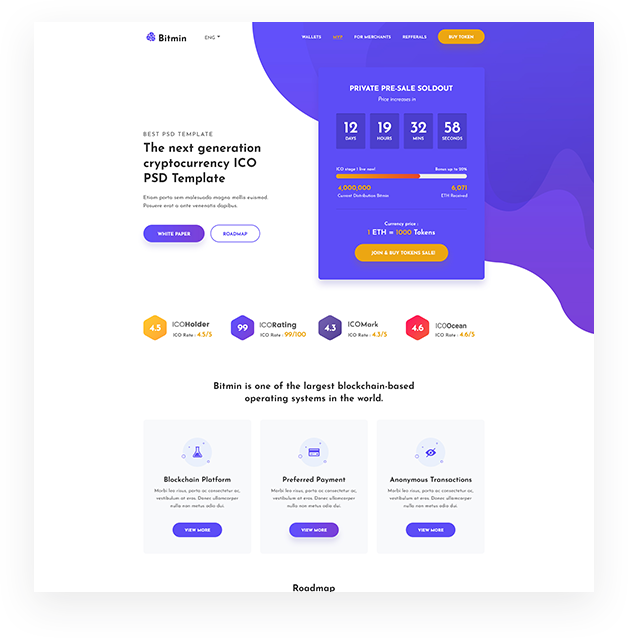 Bitmin
ENG
WALLETS
FOR MERCHANTS
REFFERALS
BUY TOKEN
PRIVATE PRE-SALE SOLDOUT
Price increases in
12 19 32 58
DAYS HOURS MINS SECONDS
BEST PSD TEMPLATE
The next generation
cryptocurrency ICO
PSD Template
Etiam porta sem malesuada magna mollis euismod.
Posuere erat a ante venenatis dapibus.
WHITE PAPER
ROADMAP
ICO stage 1 live now! Bonus up to 25%
4,000,000 6,071
Current Distribution Bitmin ETH Received
Currency price :
1 ETH = 1000 Tokens
JOIN & BUY TOKENS SALE!
4.5 ICOHolder
ICO Rate : 4.5/5
99 ICORating
ICO Rate : 99/100
4.3 ICOMark
ICO Rate : 4.3/5
4.6 ICOOcean
ICO Rate : 4.6/5
Bitmin is one of the largest blockchain-based
operating systems in the world.
Blockchain Platform
Morbi leo risus, porta ac consectetur ac,
vestibulum at eros. Donec ullamcorper
nulla non metus odio dui.
VIEW MORE
Preferred Payment
Morbi leo risus, porta ac consectetur ac,
vestibulum at eros. Donec ullamcorper
nulla non metus odio dui.
VIEW MORE
Anonymous Transactions
Morbi leo risus, porta ac consectetur ac,
vestibulum at eros. Donec ullamcorper
nulla non metus odio dui.
VIEW MORE
Roadmap